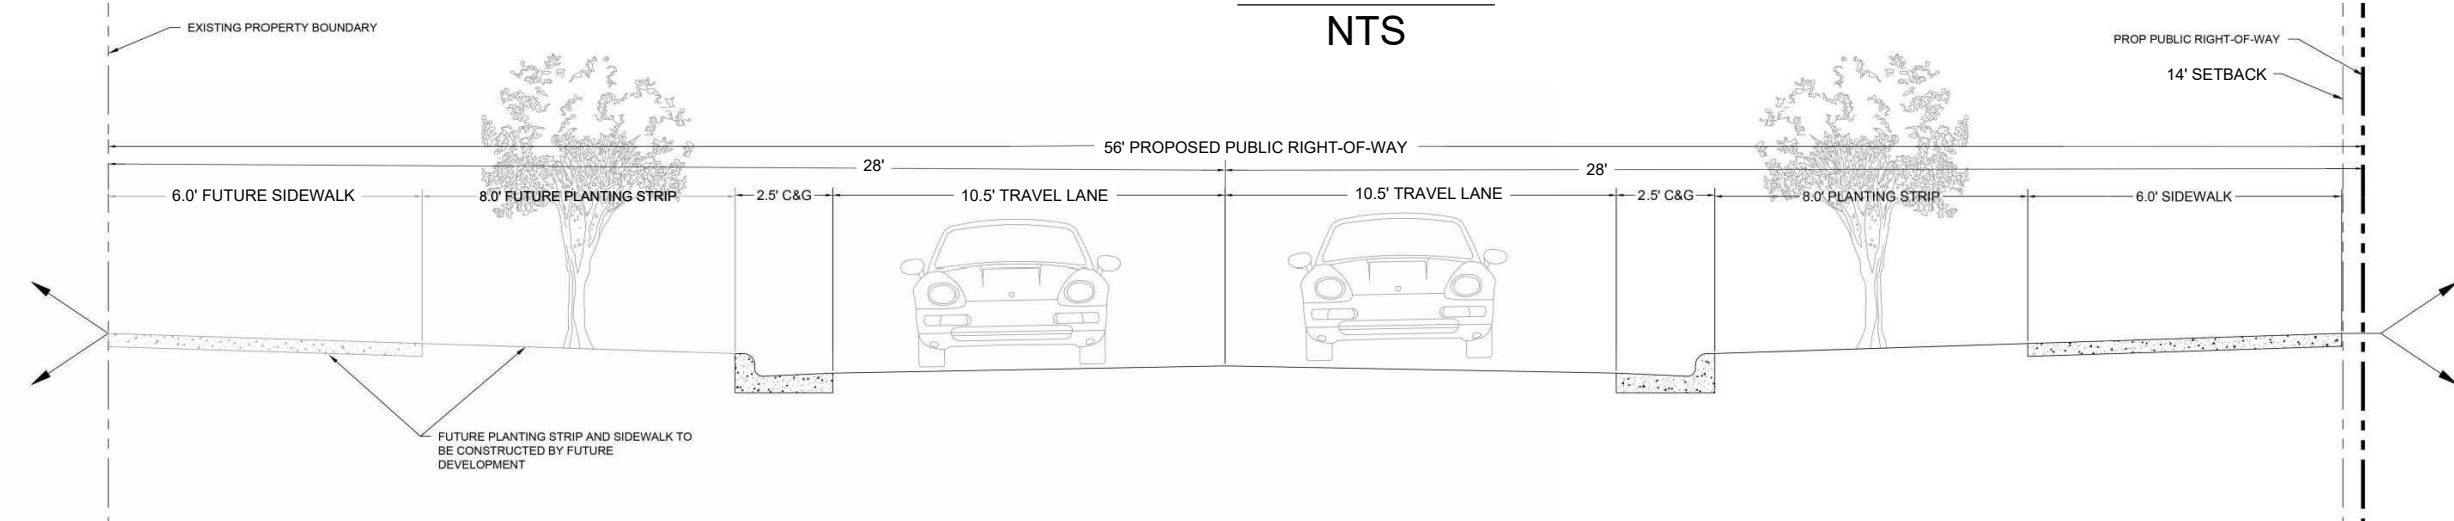 NTS
EXISTING PROPERTY BOUNDARY
PROP PUBLIC RIGHT-OF-WAY
14' SETBACK
56' PROPOSED PUBLIC RIGHT-OF-WAY
28'
28'
6.0' FUTURE SIDEWALK
8.0' FUTURE PLANTING STRIP
2.5' C&G
10.5' TRAVEL LANE
10.5' TRAVEL LANE
2.5' C&G
8.0' PLANTING STRIP
6.0' SIDEWALK
FUTURE PLANTING STRIP AND SIDEWALK TO
BE CONSTRUCTED BY FUTURE
DEVELOPMENT